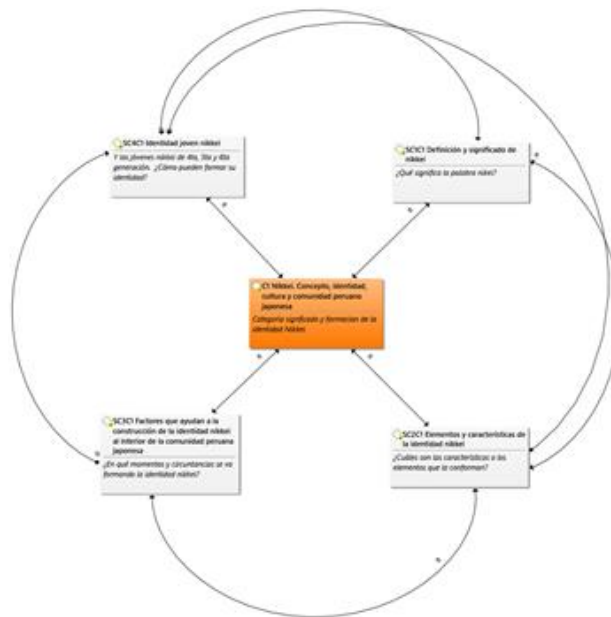 SC4C1 Identidad joven nikkei
Y los jóvenes nikkei de 4ta, 5ta y 6ta
generación. ¿Cómo pueden formar su
identidad?
SC1C1 Definición y significado de
nikkei
¿Qué significa la palabra nikei?
C1 Nikkei. Concepto, identidad,
cultura y comunidad peruano
japonesa
Categoría significado y formación de la
identidad Nikkei
SC3C1 Factores que ayudan a la
construcción de la identidad nikkei
al interior de la comunidad peruana
japonesa
¿En qué momentos y circuntancias se va
formando la identidad nikkei?
SC2C1 Elementos y características de
la identidad nikkei
¿Cuáles son las características o los
elementos que la conforman?